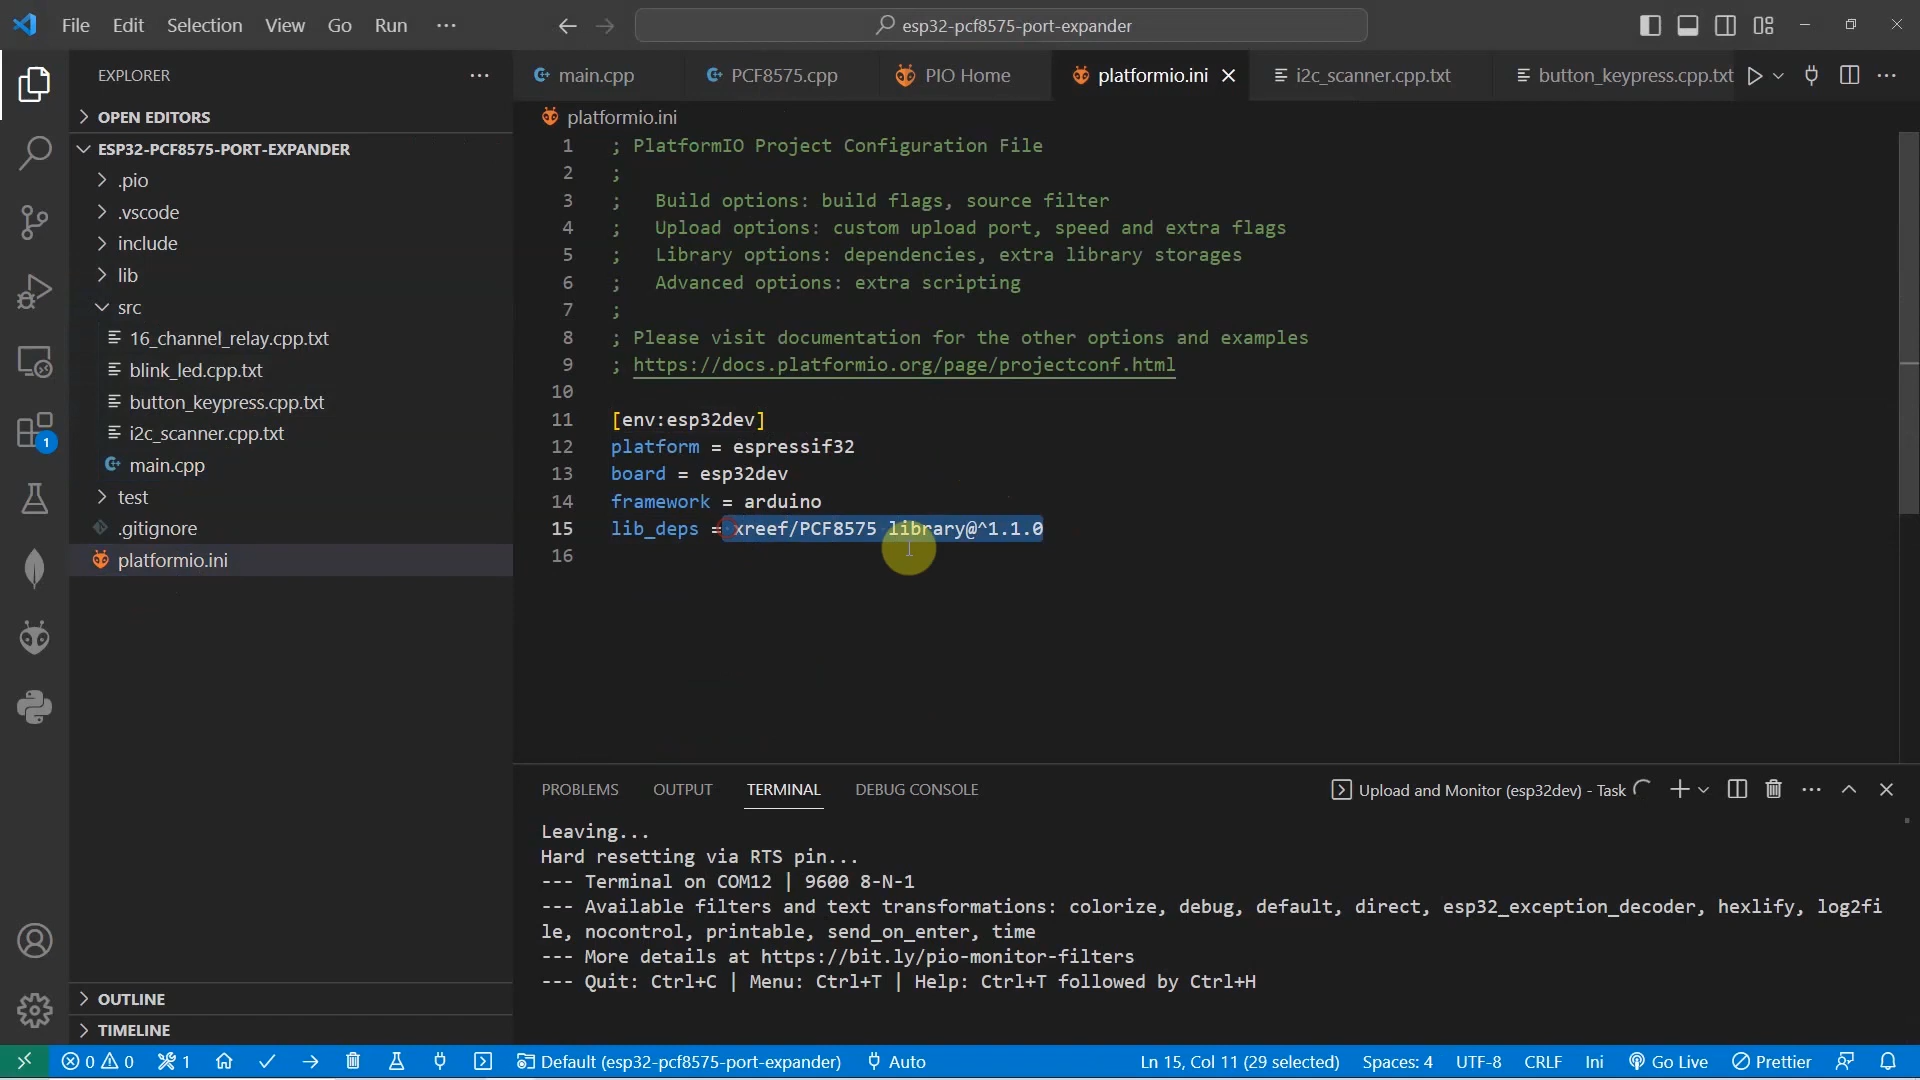 File Edit Selection View Go Run ···
esp32-pcf8575-port-expander
EXPLORER
OPEN EDITORS
ESP32-PCF8575-PORT-EXPANDER
.pio
.vscode
include
lib
src
16_channel_relay.cpp.txt
blink_led.cpp.txt
button_keypress.cpp.txt
i2c_scanner.cpp.txt
main.cpp
test
.gitignore
platformio.ini
OUTLINE
TIMELINE
main.cpp PCF8575.cpp PIO Home platformio.ini i2c_scanner.cpp.txt button_keypress.cpp.txt
platformio.ini
1 ; PlatformIO Project Configuration File
2 ;
3 ;   Build options: build flags, source filter
4 ;   Upload options: custom upload port, speed and extra flags
5 ;   Library options: dependencies, extra library storages
6 ;   Advanced options: extra scripting
7 ;
8 ; Please visit documentation for the other options and examples
9 ; https://docs.platformio.org/page/projectconf.html
10
11 [env:esp32dev]
12 platform = espressif32
13 board = esp32dev
14 framework = arduino
15 lib_deps = xreef/PCF8575 library@^1.1.0
16
PROBLEMS OUTPUT TERMINAL DEBUG CONSOLE
Upload and Monitor (esp32dev) - Task
Leaving...
Hard resetting via RTS pin...
--- Terminal on COM12 | 9600 8-N-1
--- Available filters and text transformations: colorize, debug, default, direct, esp32_exception_decoder, hexlify, log2fi
le, nocontrol, printable, send_on_enter, time
--- More details at https://bit.ly/pio-monitor-filters
--- Quit: Ctrl+C | Menu: Ctrl+T | Help: Ctrl+T followed by Ctrl+H
1
0 0 1 Default (esp32-pcf8575-port-expander) Auto Ln 15, Col 11 (29 selected) Spaces: 4 UTF-8 CRLF Ini Go Live Prettier